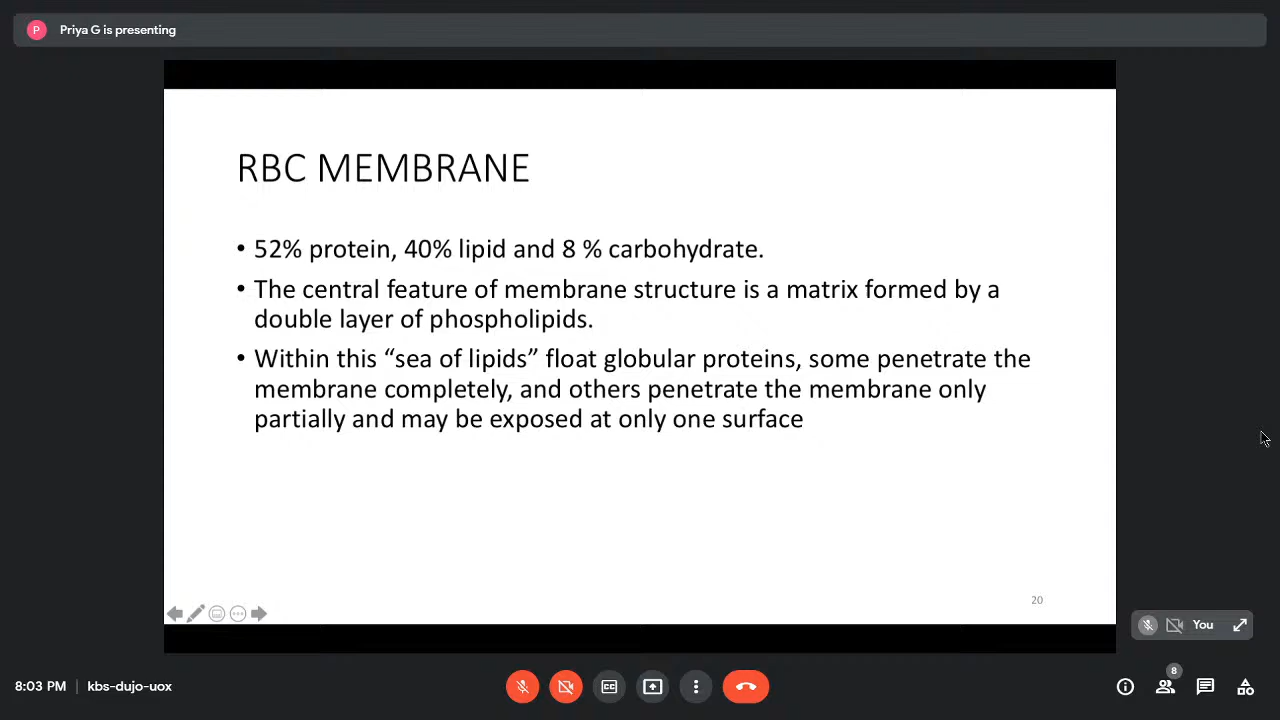 P Priya G is presenting
RBC MEMBRANE
• 52% protein, 40% lipid and 8 % carbohydrate.
• The central feature of membrane structure is a matrix formed by a
double layer of phospholipids.
• Within this “sea of lipids” float globular proteins, some penetrate the
membrane completely, and others penetrate the membrane only
partially and may be exposed at only one surface
20
You
8:03 PM | kbs-dujo-uox
CC
8